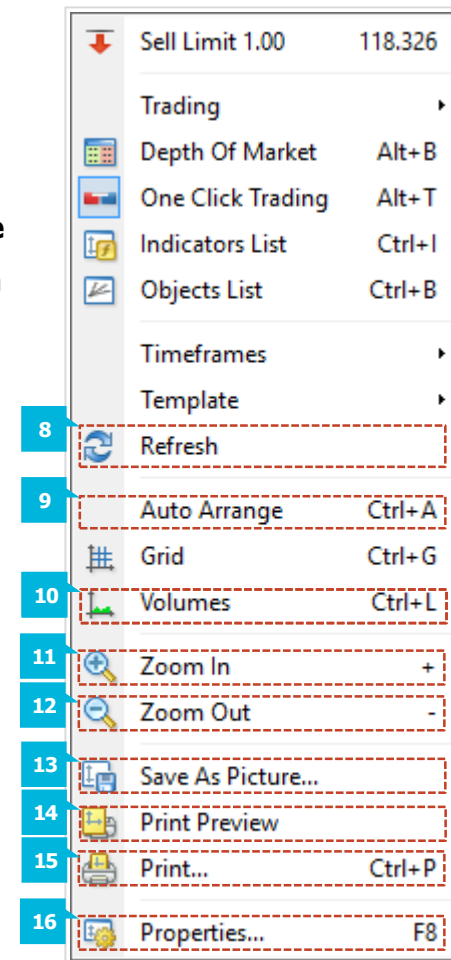 Sell Limit 1.00 118.326
Trading
Depth Of Market Alt+B
One Click Trading Alt+T
e
Indicators List Ctrl+I
Objects List Ctrl+B
Timeframes
Template
8 Refresh
9 Auto Arrange Ctrl+A
Grid Ctrl+G
10 Volumes Ctrl+L
11 Zoom In +
12 Zoom Out -
13 Save As Picture...
14 Print Preview
15 Print... Ctrl+P
16 Properties... F8